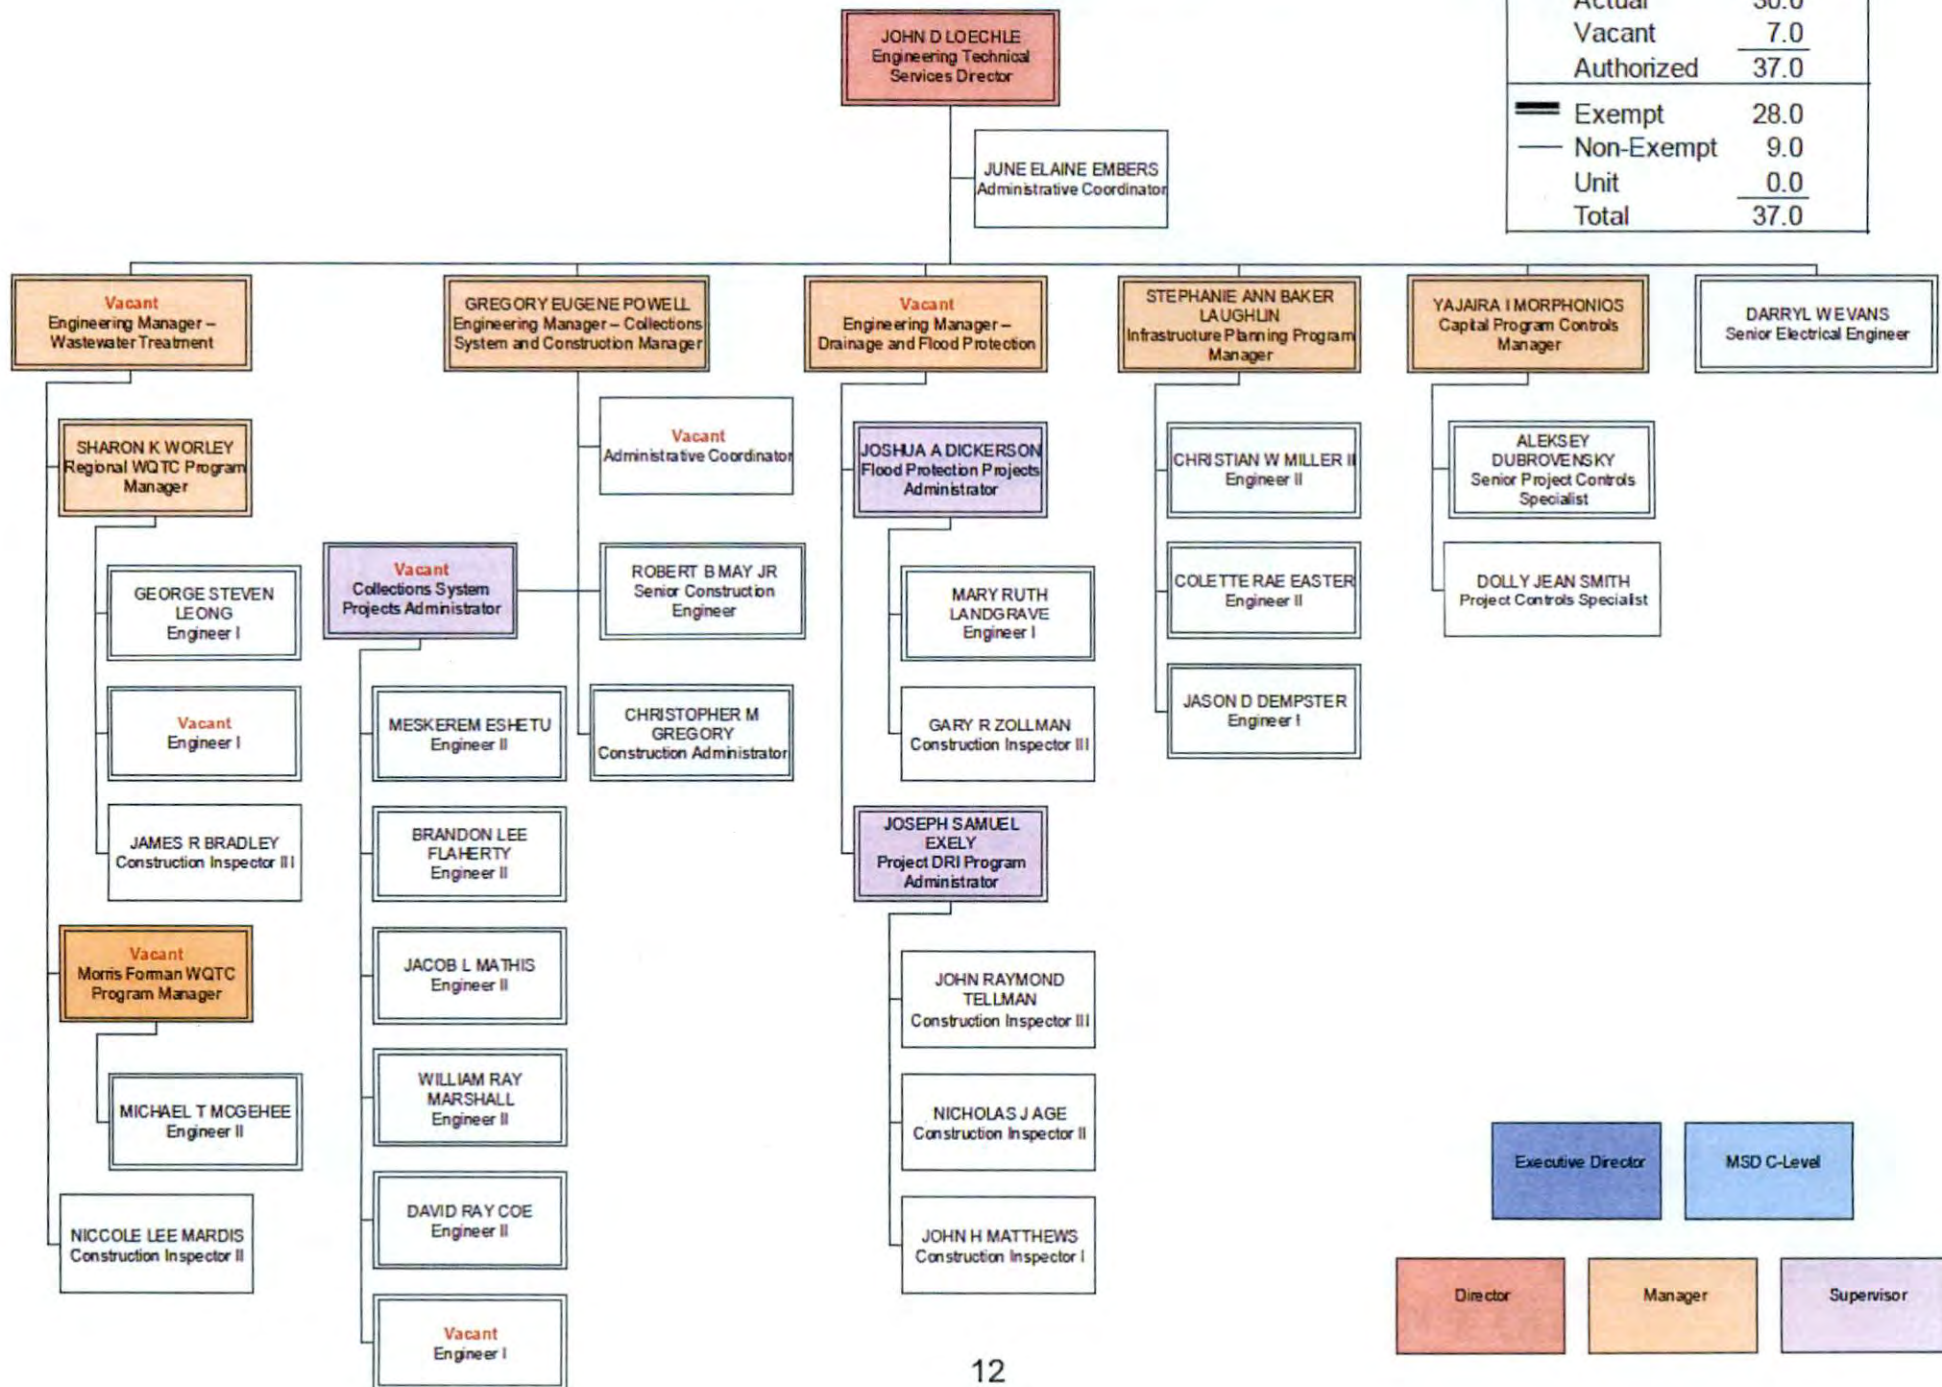 JOHN D LOECHLE
Engineering Technical
Services Director
Actual 30.0
Vacant 7.0
Authorized 37.0
Exempt 28.0
Non-Exempt 9.0
Unit 0.0
Total 37.0
JUNE ELAINE EMBERS
Administrative Coordinator
Vacant
Engineering Manager –
Wastewater Treatment
GREGORY EUGENE POWELL
Engineering Manager – Collections
System and Construction Manager
Vacant
Engineering Manager –
Drainage and Flood Protection
STEPHANIE ANN BAKER
LAUGHLIN
Infrastructure Planning Program
Manager
YAJAIRA I MORPHONIOS
Capital Program Controls
Manager
DARRYL W EVANS
Senior Electrical Engineer
SHARON K WORLEY
Regional WQTC Program
Manager
GEORGE STEVEN
LEONG
Engineer I
Vacant
Engineer I
JAMES R BRADLEY
Construction Inspector III
Vacant
Morris Forman WQTC
Program Manager
MICHAEL T MCGEHEE
Engineer II
NICCOLE LEE MARDIS
Construction Inspector II
Vacant
Administrative Coordinator
Vacant
Collections System
Projects Administrator
ROBERT B MAY JR
Senior Construction
Engineer
CHRISTOPHER M
GREGORY
Construction Administrator
MESKEREM ESHETU
Engineer II
BRANDON LEE
FLAHERTY
Engineer II
JACOB L MATHIS
Engineer II
WILLIAM RAY
MARSHALL
Engineer II
DAVID RAY COE
Engineer II
Vacant
Engineer I
JOSHUA A DICKERSON
Flood Protection Projects
Administrator
MARY RUTH
LANDGRAVE
Engineer I
GARY R ZOLLMAN
Construction Inspector III
JOSEPH SAMUEL
EXELY
Project DRI Program
Administrator
JOHN RAYMOND
TELLMAN
Construction Inspector III
NICHOLAS J AGE
Construction Inspector II
JOHN H MATTHEWS
Construction Inspector I
CHRISTIAN W MILLER II
Engineer II
COLETTE RAE EASTER
Engineer II
JASON D DEMPSTER
Engineer I
ALEKSEY
DUBROVENSKY
Senior Project Controls
Specialist
DOLLY JEAN SMITH
Project Controls Specialist
Executive Director
MSD C-Level
Director
Manager
Supervisor
12